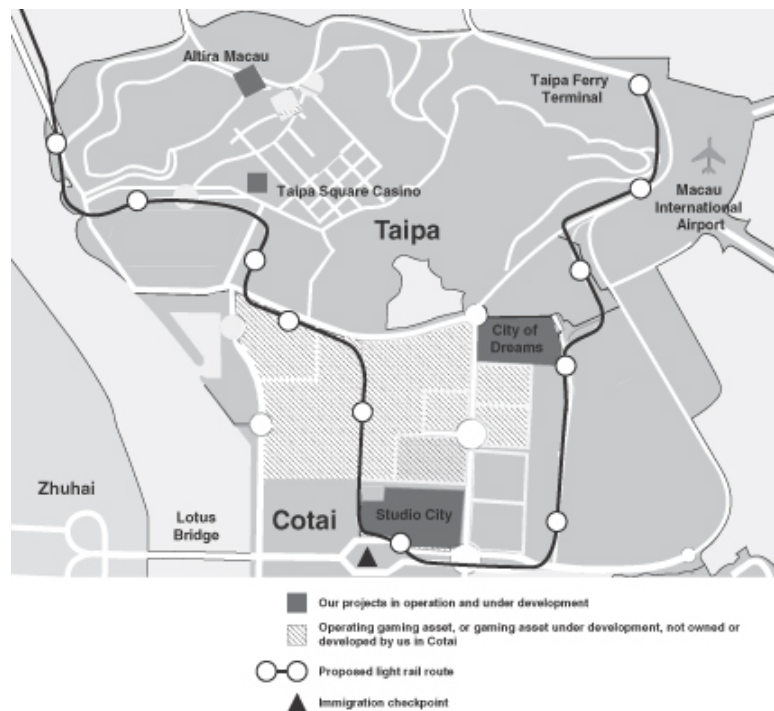 Altira Macau
Taipa Ferry
Terminal
Taipa Square Casino
Macau
International
Airport
Taipa
City of
Dreams
Zhuhai
Lotus
Bridge
Cotai
Studio City
Our projects in operation and under development
Operating gaming asset, or gaming asset under development, not owned or
developed by us in Cotai
Proposed light rail route
Immigration checkpoint